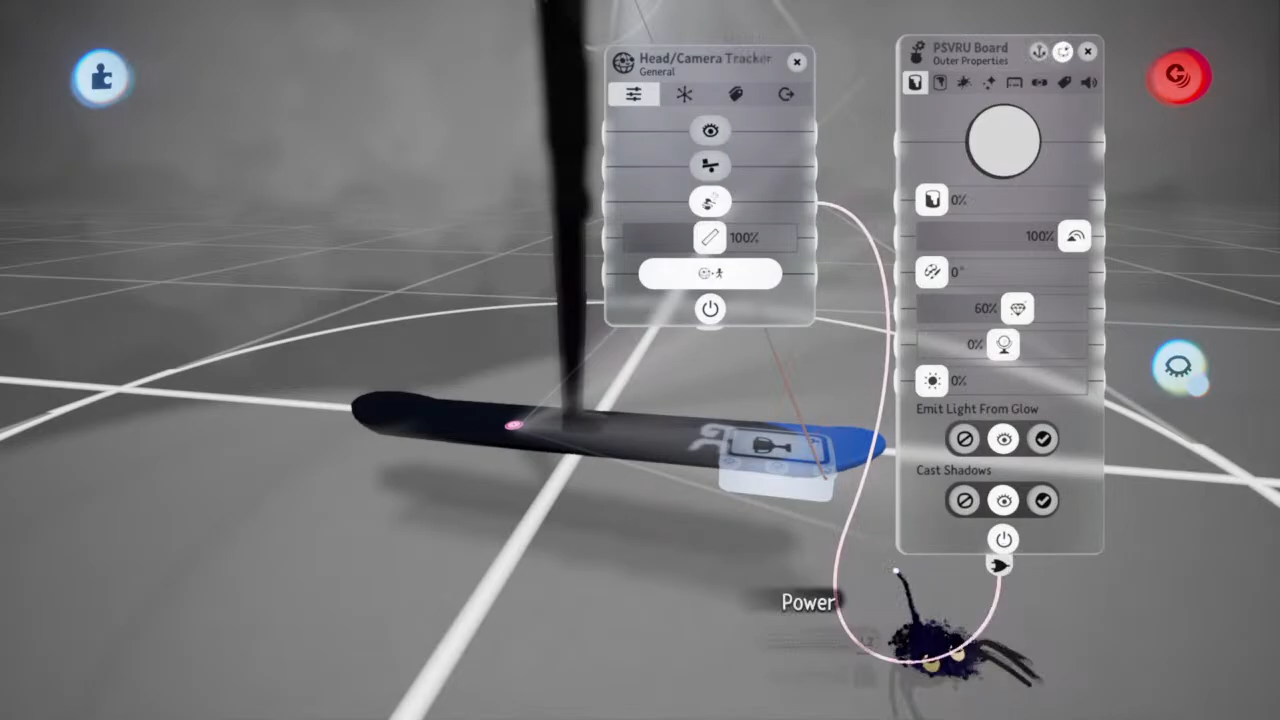 Head/Camera Tracker
General
100%
PSVRU Board
Outer Properties
0%
100%
0°
60%
0%
0%
Emit Light From Glow
Cast Shadows
Power